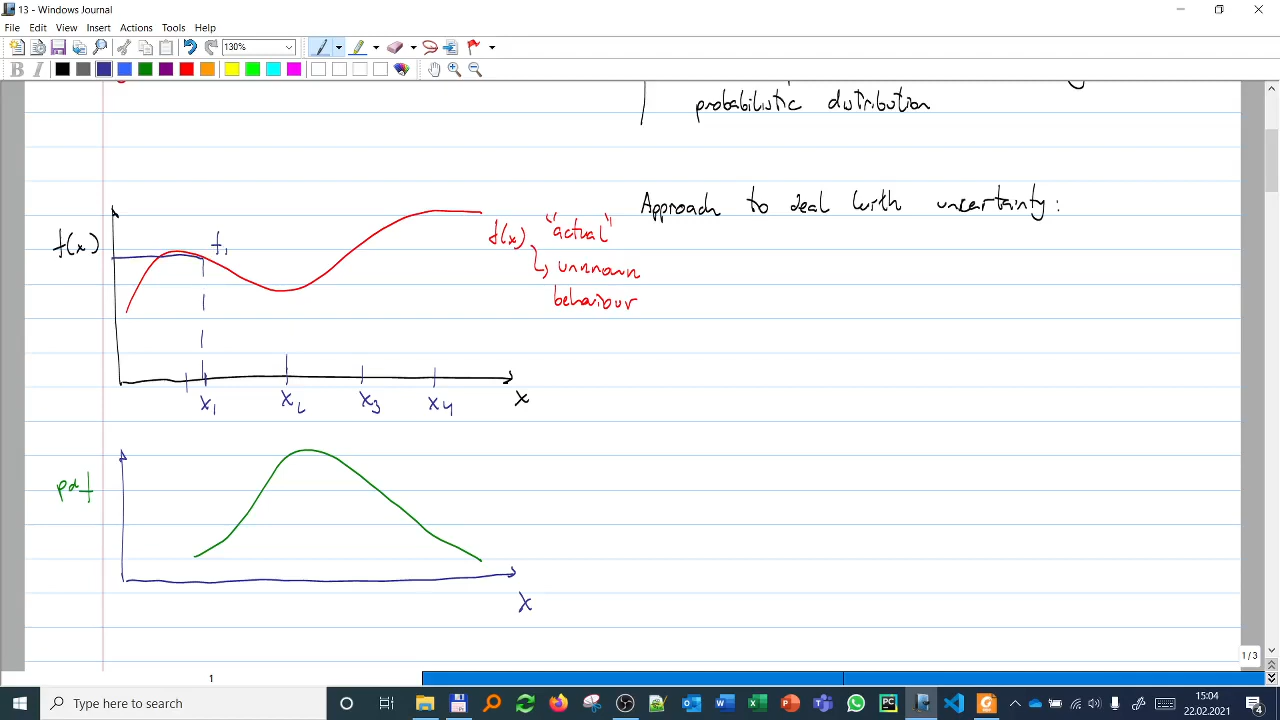 13 - Windows Journal
File Edit View Insert Actions Tools Help
130%
B I
probabilistic distribution
Approach to deal with uncertainty:
f(x)
f1
f(x) "actual"
unknown
behaviour
x1 x2 x3 x4 x
pdf
x
1/3
1
Type here to search
15:04
22.02.2021